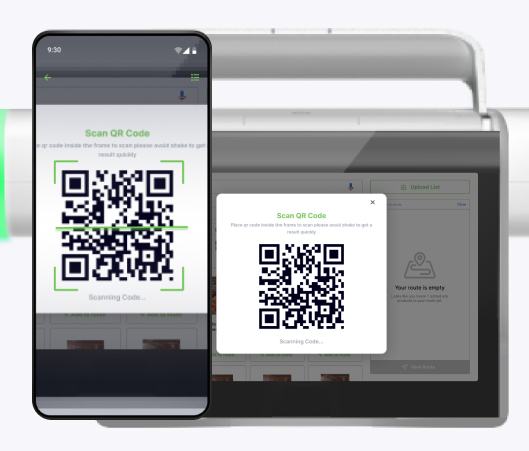 9:30
Scan QR Code
qr code inside the frame to scan please avoid shake to get
result quickly
Scanning Code...
Upload List
Scan QR Code
Place qr code inside the frame to scan please avoid shake to get a
result quickly
Scanning Code...
Your route is empty
View Route